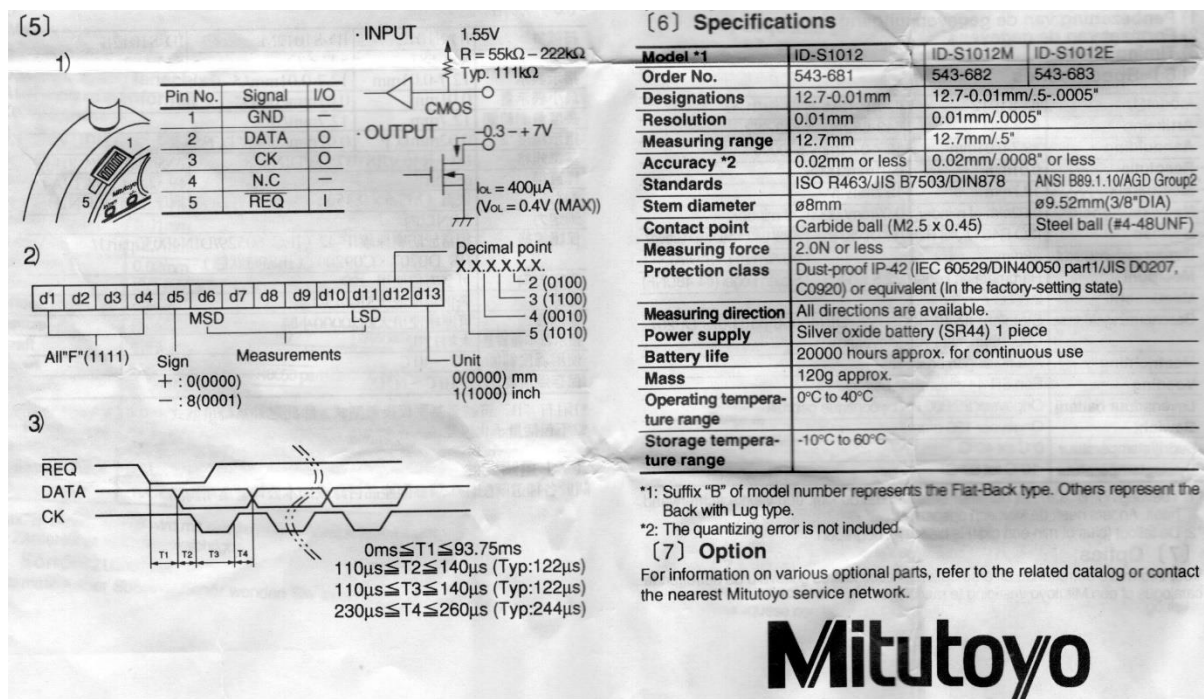 [5]
1)
Pin No. Signal I/O
1 GND —
2 DATA O
3 CK O
4 N.C —
5 REQ I
1
5
Mitutoyo
· INPUT
1.55V
R = 55kΩ – 222kΩ
Typ. 111kΩ
CMOS
· OUTPUT
–0.3 – + 7V
IOL = 400μA
(VOL = 0.4V (MAX))
2)
Decimal point
X.X.X.X.X.X.
2 (0100)
3 (1100)
4 (0010)
5 (1010)
d1 d2 d3 d4 d5 d6 d7 d8 d9 d10 d11 d12 d13
MSD LSD
All"F"(1111)
Sign
+ : 0(0000)
– : 8(0001)
Measurements
Unit
0(0000) mm
1(1000) inch
3)
REQ
DATA
CK
T1 T2 T3 T4
0ms≦T1≦93.75ms
110μs≦T2≦140μs (Typ:122μs)
110μs≦T3≦140μs (Typ:122μs)
230μs≦T4≦260μs (Typ:244μs)
[6] Specifications
Model *1 ID-S1012 ID-S1012M ID-S1012E
Order No. 543-681 543-682 543-683
Designations 12.7-0.01mm 12.7-0.01mm/.5-.0005"
Resolution 0.01mm 0.01mm/.0005"
Measuring range 12.7mm 12.7mm/.5"
Accuracy *2 0.02mm or less 0.02mm/.0008" or less
Standards ISO R463/JIS B7503/DIN878 ANSI B89.1.10/AGD Group2
Stem diameter ø8mm ø9.52mm(3/8"DIA)
Contact point Carbide ball (M2.5 x 0.45) Steel ball (#4-48UNF)
Measuring force 2.0N or less
Protection class Dust-proof IP-42 (IEC 60529/DIN40050 part1/JIS D0207,
C0920) or equivalent (In the factory-setting state)
Measuring direction All directions are available.
Power supply Silver oxide battery (SR44) 1 piece
Battery life 20000 hours approx. for continuous use
Mass 120g approx.
Operating tempera- 0°C to 40°C
ture range
Storage tempera- -10°C to 60°C
ture range
*1: Suffix "B" of model number represents the Flat-Back type. Others represent the
Back with Lug type.
*2: The quantizing error is not included.
[7] Option
For information on various optional parts, refer to the related catalog or contact
the nearest Mitutoyo service network.
Mitutoyo